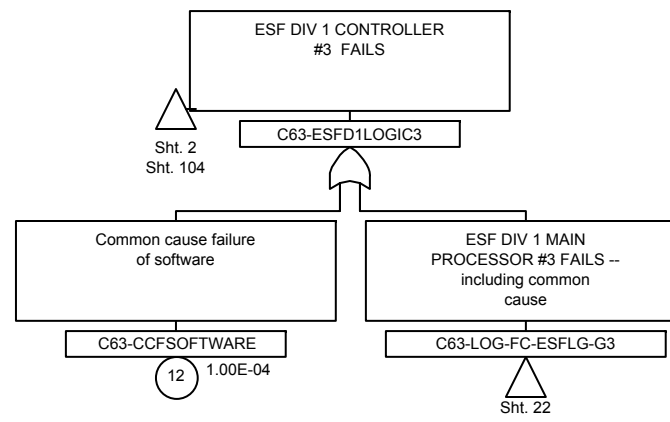 ESF DIV 1 CONTROLLER
#3 FAILS
Sht. 2
Sht. 104
C63-ESFD1LOGIC3
Common cause failure
of software
C63-CCFSOFTWARE
12
1.00E-04
ESF DIV 1 MAIN
PROCESSOR #3 FAILS --
including common
cause
C63-LOG-FC-ESFLG-G3
Sht. 22